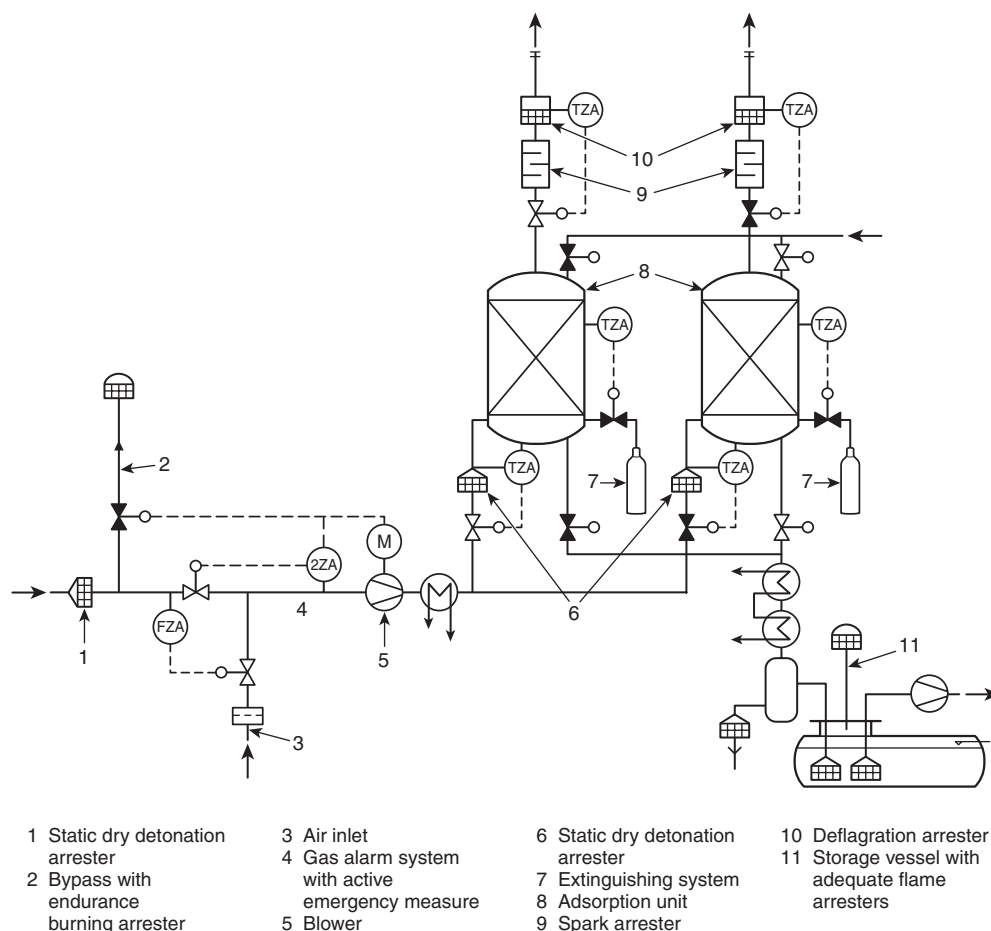 TZA
TZA
10
9
8
TZA
TZA
2
TZA
7
TZA
7
M
2ZA
4
6
FZA
1
5
11
3
1 Static dry detonation
arrester
2 Bypass with
endurance
burning arrester
3 Air inlet
4 Gas alarm system
with active
emergency measure
5 Blower
6 Static dry detonation
arrester
7 Extinguishing system
8 Adsorption unit
9 Spark arrester
10 Deflagration arrester
11 Storage vessel with
adequate flame
arresters